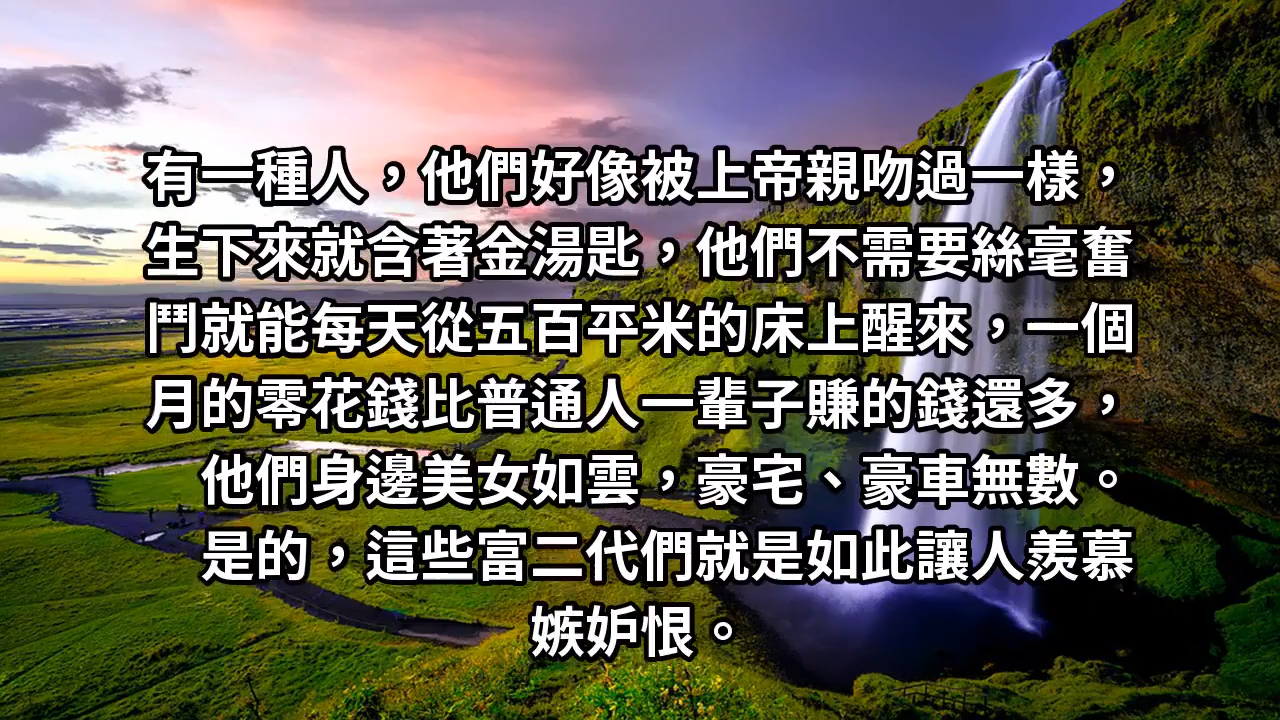 有一種人，他們好像被上帝親吻過一樣，
生下來就含著金湯匙，他們不需要絲毫奮
鬥就能每天從五百平米的床上醒來，一個
月的零花錢比普通人一輩子賺的錢還多，
他們身邊美女如雲，豪宅、豪車無數。
是的，這些富二代們就是如此讓人羨慕
嫉妒恨。